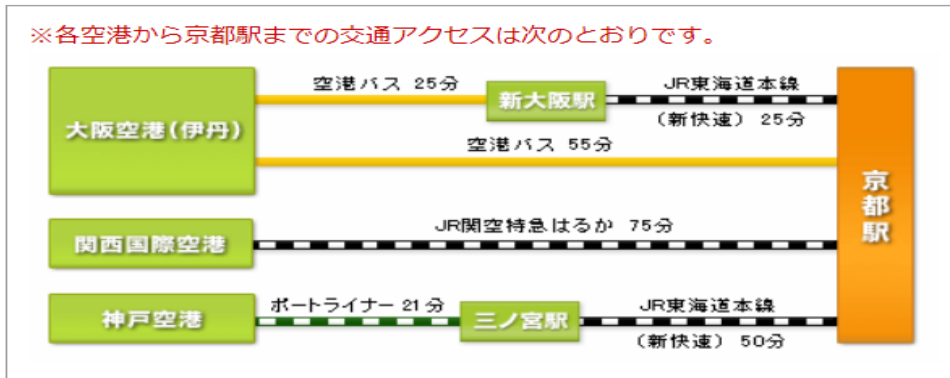 ※各空港から京都駅までの交通アクセスは次のとおりです。
大阪空港(伊丹)
空港バス 25分
新大阪駅
JR東海道本線
(新快速) 25分
空港バス 55分
関西国際空港
JR関空特急はるか 75分
神戸空港
ポートライナー 21分
三ノ宮駅
JR東海道本線
(新快速) 50分
京都駅